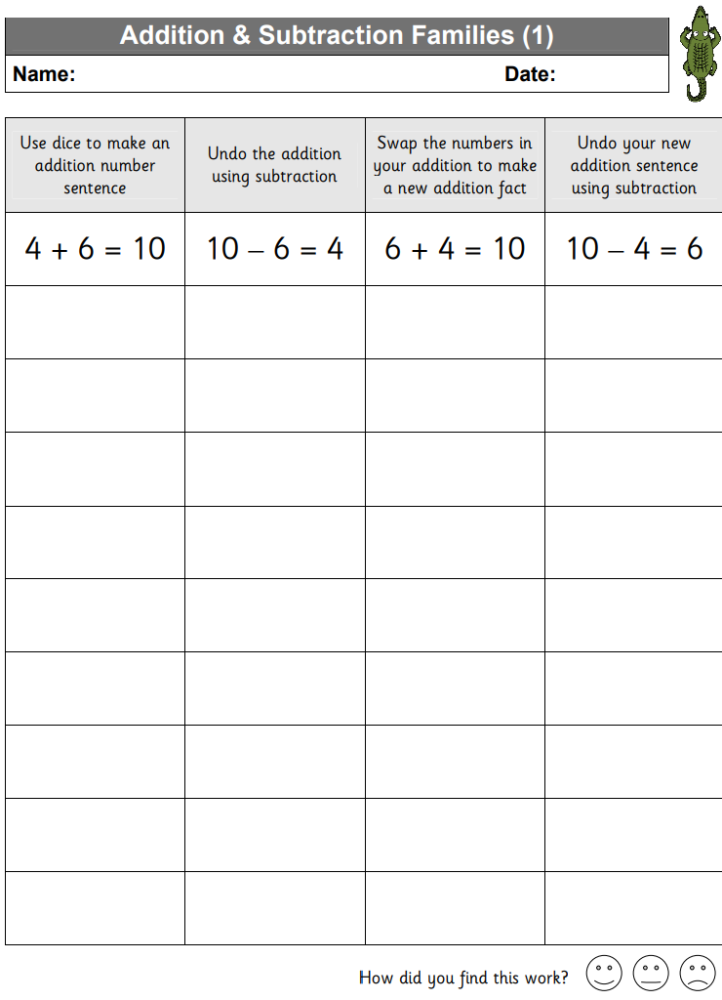 Addition & Subtraction Families (1)
Name: Date:
Use dice to make an
addition number
sentence
Undo the addition
using subtraction
Swap the numbers in
your addition to make
a new addition fact
Undo your new
addition sentence
using subtraction
4 + 6 = 10
10 – 6 = 4
6 + 4 = 10
10 – 4 = 6
How did you find this work?